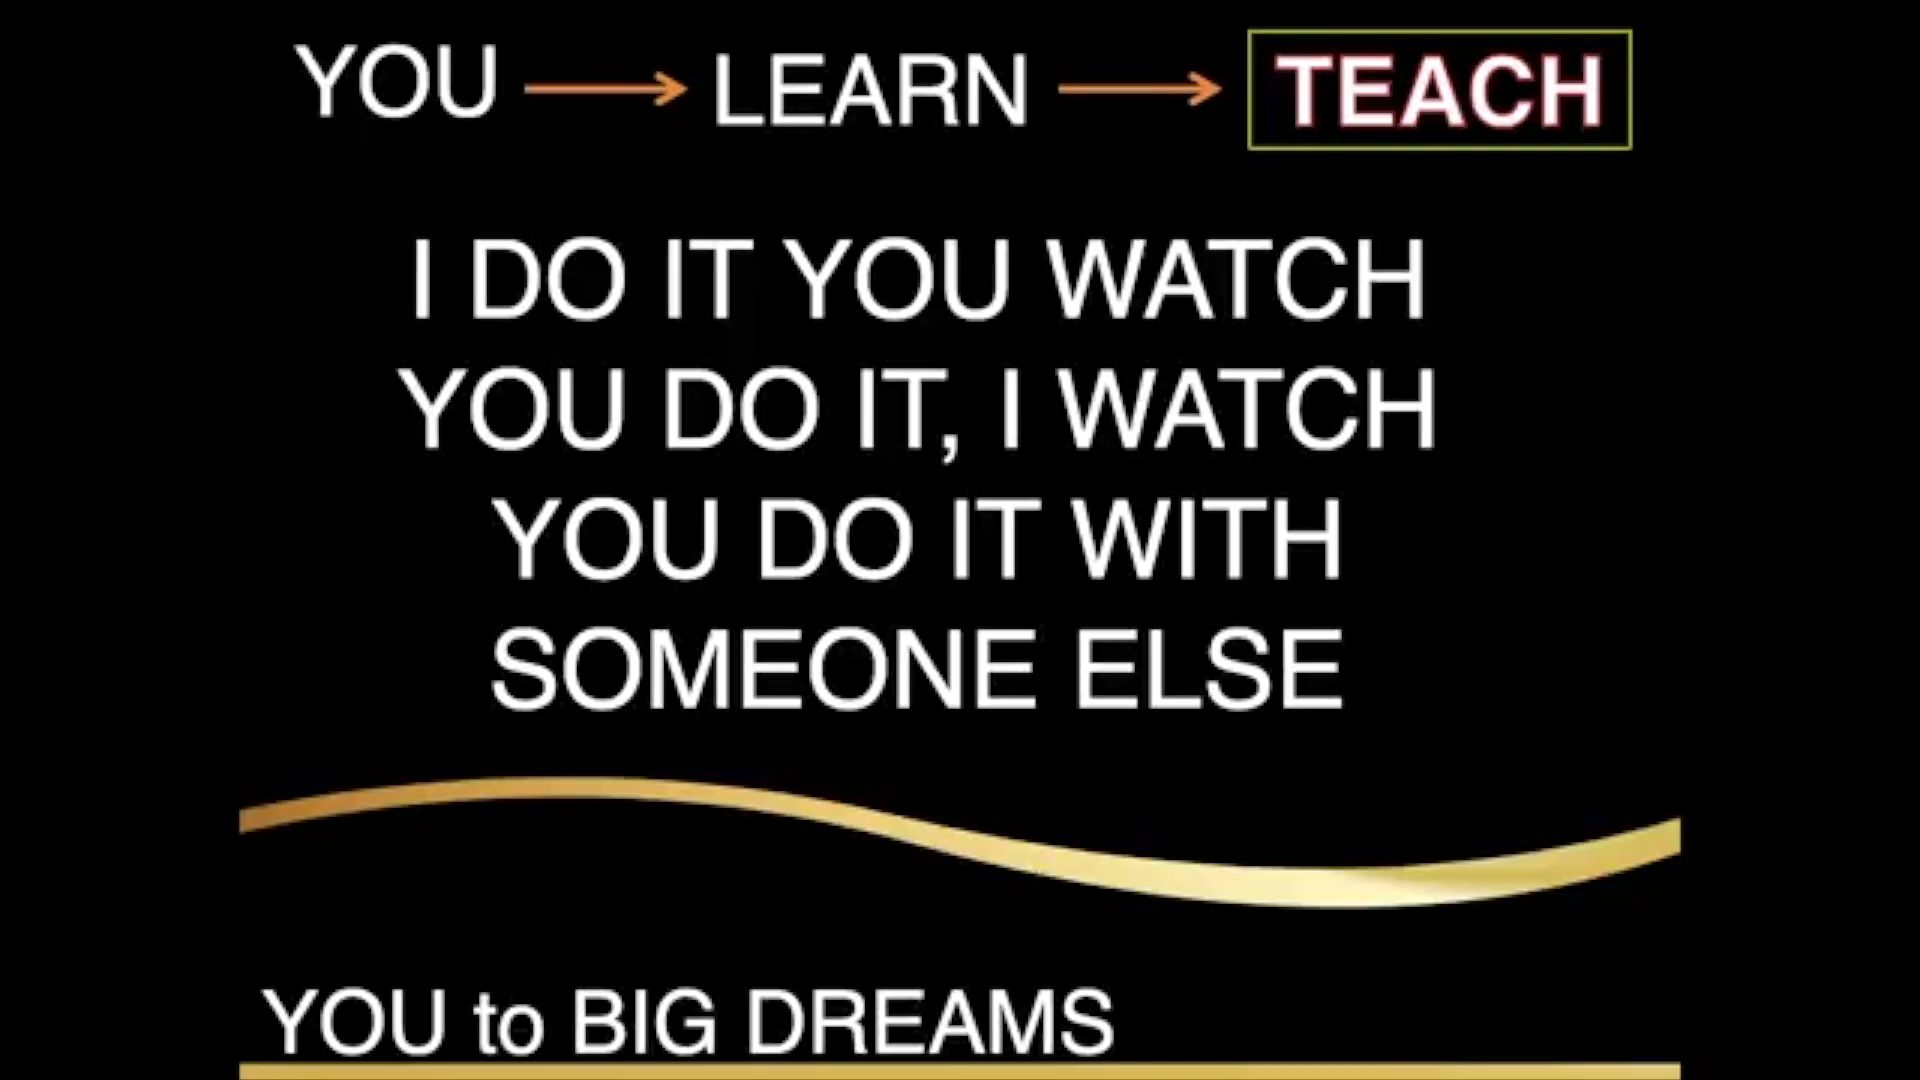 YOU → LEARN → TEACH
I DO IT YOU WATCH
YOU DO IT, I WATCH
YOU DO IT WITH
SOMEONE ELSE
YOU to BIG DREAMS